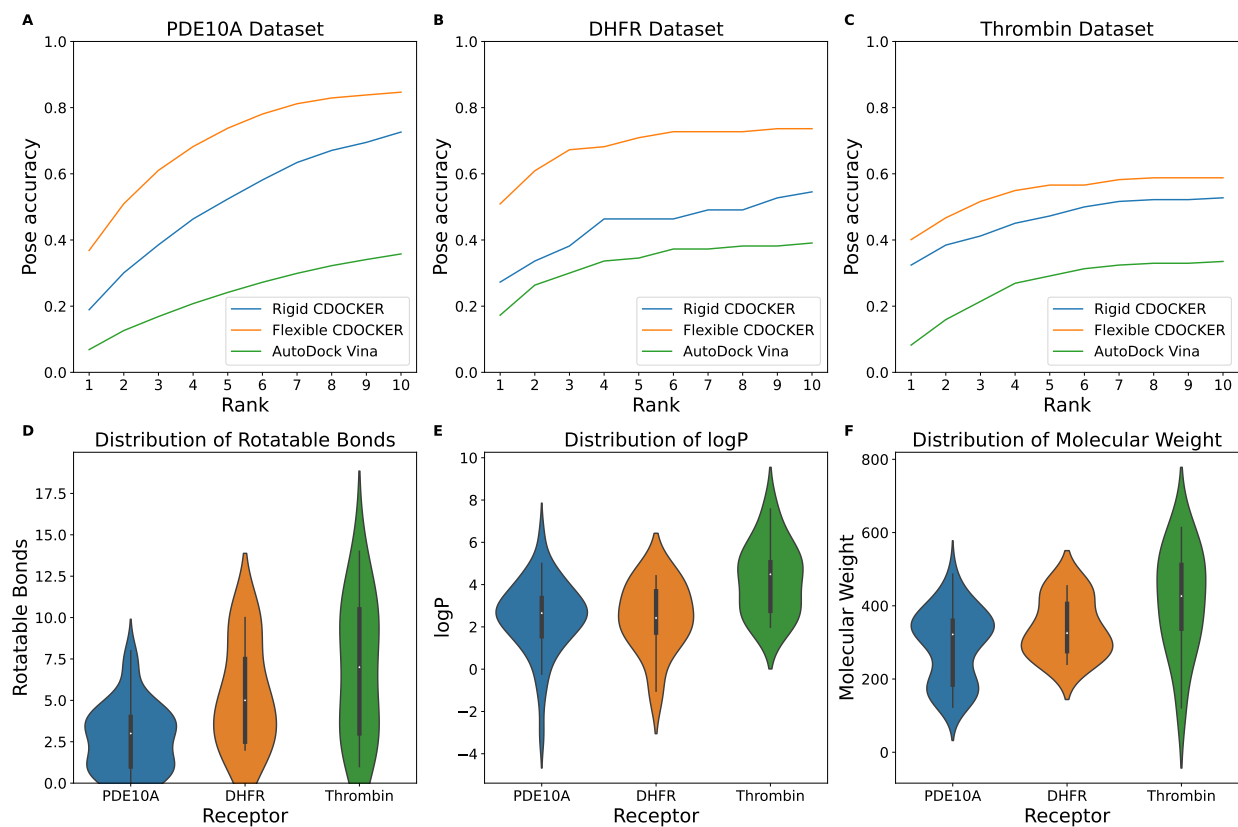 A
PDE10A Dataset
Pose accuracy
1.0
0.8
0.6
0.4
0.2
0.0
Rigid CDOCKER
Flexible CDOCKER
AutoDock Vina
1 2 3 4 5 6 7 8 9 10
Rank
B
DHFR Dataset
Pose accuracy
1.0
0.8
0.6
0.4
0.2
0.0
Rigid CDOCKER
Flexible CDOCKER
AutoDock Vina
1 2 3 4 5 6 7 8 9 10
Rank
C
Thrombin Dataset
Pose accuracy
1.0
0.8
0.6
0.4
0.2
0.0
Rigid CDOCKER
Flexible CDOCKER
AutoDock Vina
1 2 3 4 5 6 7 8 9 10
Rank
D
Distribution of Rotatable Bonds
Rotatable Bonds
17.5
15.0
12.5
10.0
7.5
5.0
2.5
0.0
PDE10A DHFR Thrombin
Receptor
E
Distribution of logP
logP
10
8
6
4
2
0
−2
−4
PDE10A DHFR Thrombin
Receptor
F
Distribution of Molecular Weight
Molecular Weight
800
600
400
200
0
PDE10A DHFR Thrombin
Receptor